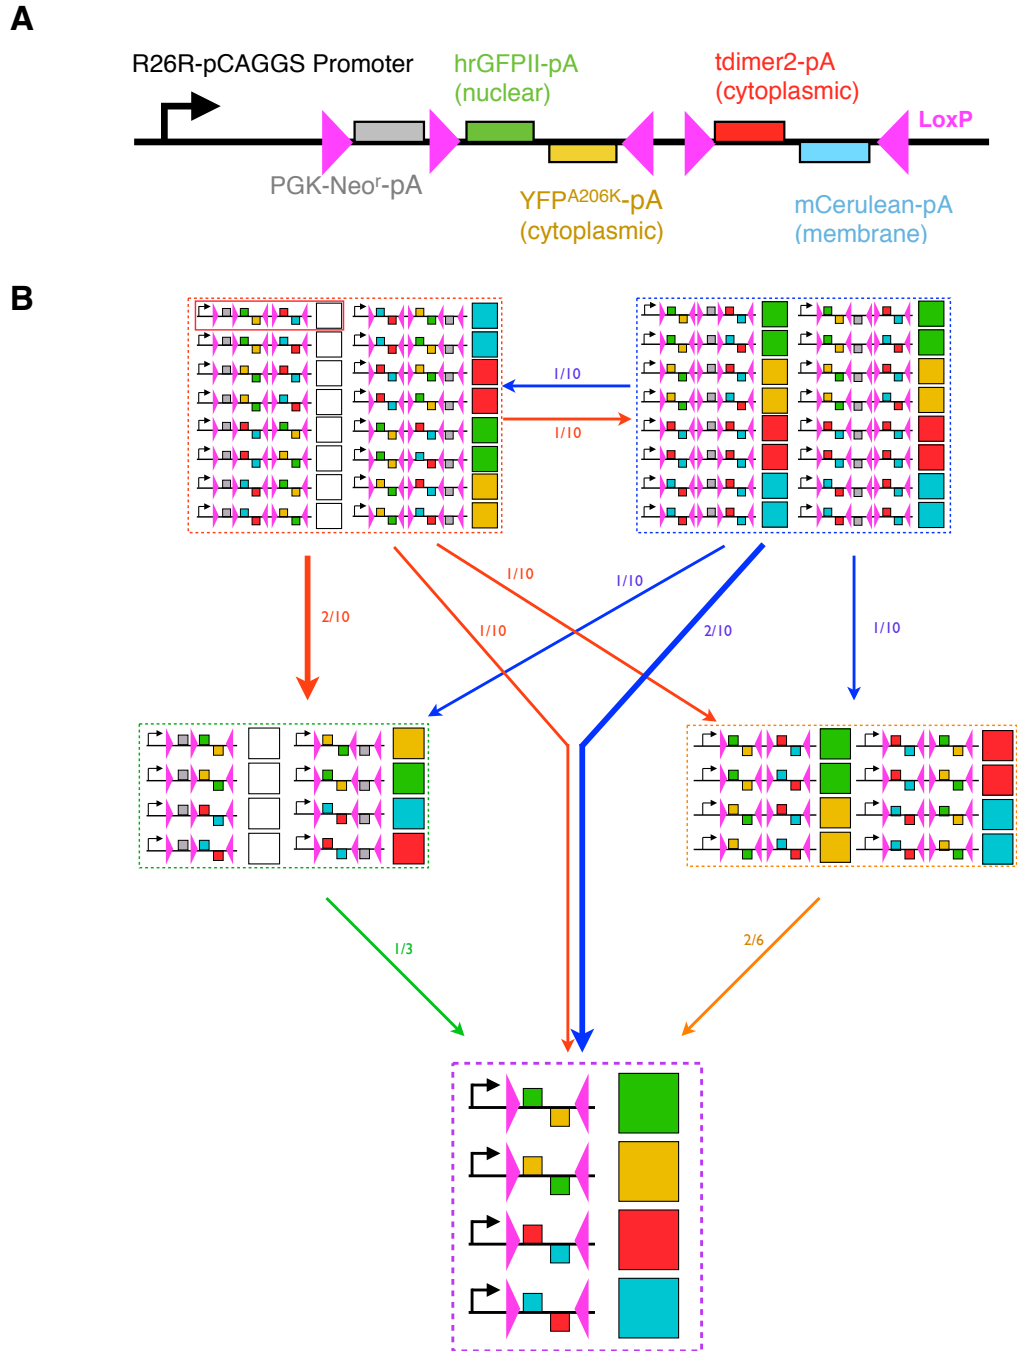 A
R26R-pCAGGS Promoter
hrGFPII-pA
(nuclear)
tdimer2-pA
(cytoplasmic)
LoxP
PGK-Neoʳ-pA
YFPᴬ²⁰⁶ᴷ-pA
(cytoplasmic)
mCerulean-pA
(membrane)
B
1/10
1/10
2/10
1/10
1/10
1/10
2/10
1/10
1/3
2/6